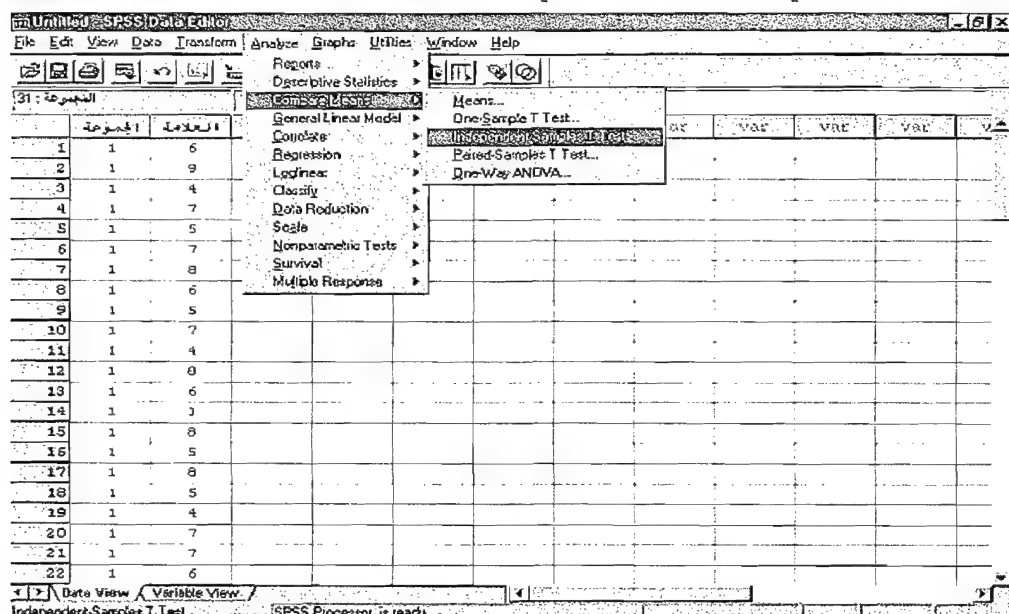 Untitled - SPSS Data Editor
File Edit View Data Transform Analyze Graphs Utilities Window Help
31 : المجموعة
Reports
Descriptive Statistics
Compare Means
General Linear Model
Correlate
Regression
Loglinear
Classify
Data Reduction
Scale
Nonparametric Tests
Survival
Multiple Response
Means...
One-Sample T Test...
Independent-Samples T Test...
Paired-Samples T Test...
One-Way ANOVA...
المجموعة العلامة var var var
1 1 6
2 1 9
3 1 4
4 1 7
5 1 5
6 1 7
7 1 8
8 1 6
9 1 5
10 1 7
11 1 4
12 1 8
13 1 6
14 1
15 1 8
16 1 5
17 1 8
18 1 5
19 1 4
20 1 7
21 1 7
22 1 6
Data View Variable View
Independent-Samples T Test SPSS Processor is ready